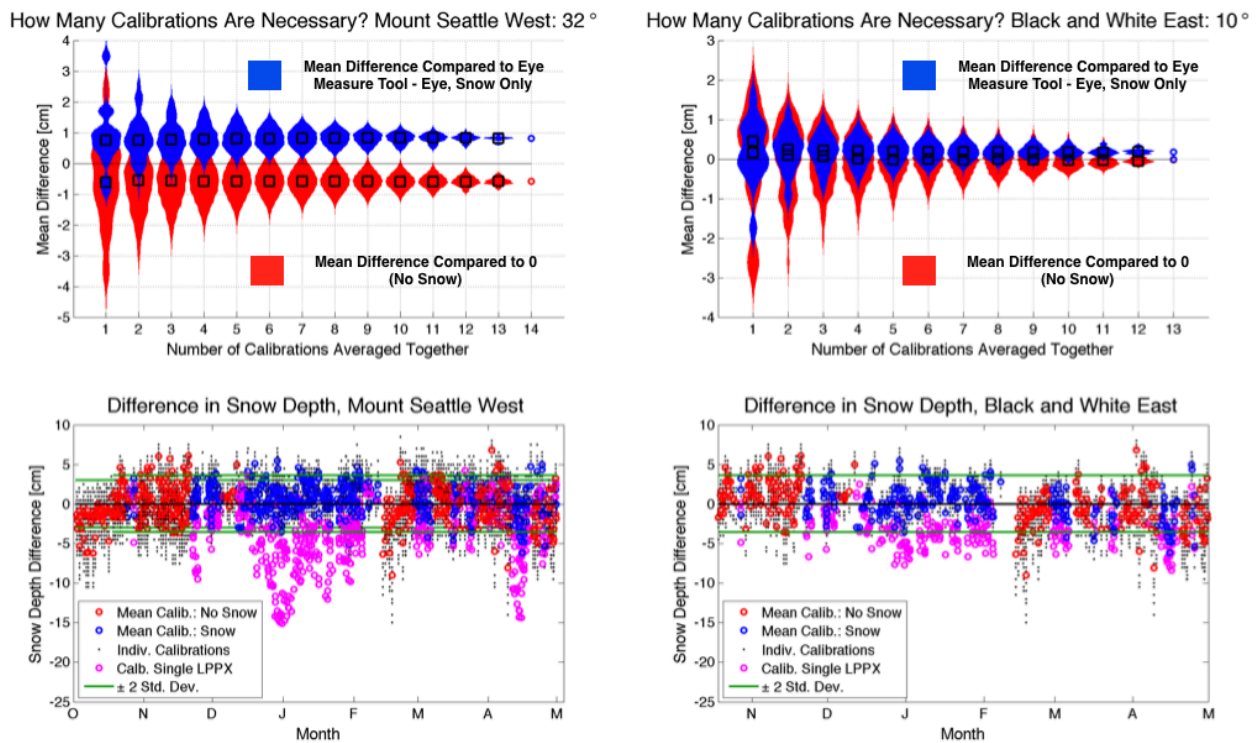 How Many Calibrations Are Necessary? Mount Seattle West: 32 °
4
3
2
1
0
-1
-2
-3
-4
-5
Mean Difference [cm]
Mean Difference Compared to Eye
Measure Tool - Eye, Snow Only
Mean Difference Compared to 0
(No Snow)
1 2 3 4 5 6 7 8 9 10 11 12 13 14
Number of Calibrations Averaged Together
How Many Calibrations Are Necessary? Black and White East: 10 °
3
2
1
0
-1
-2
-3
-4
Mean Difference [cm]
Mean Difference Compared to Eye
Measure Tool - Eye, Snow Only
Mean Difference Compared to 0
(No Snow)
1 2 3 4 5 6 7 8 9 10 11 12 13
Number of Calibrations Averaged Together
Difference in Snow Depth, Mount Seattle West
10
5
0
-5
-10
-15
-20
-25
Snow Depth Difference [cm]
Mean Calib.: No Snow
Mean Calib.: Snow
Indiv. Calibrations
Calb. Single LPPX
± 2 Std. Dev.
O N D J F M A M
Month
Difference in Snow Depth, Black and White East
10
5
0
-5
-10
-15
-20
-25
Snow Depth Difference [cm]
Mean Calib.: No Snow
Mean Calib.: Snow
Indiv. Calibrations
Calib. Single LPPX
± 2 Std. Dev.
N D J F M A M
Month